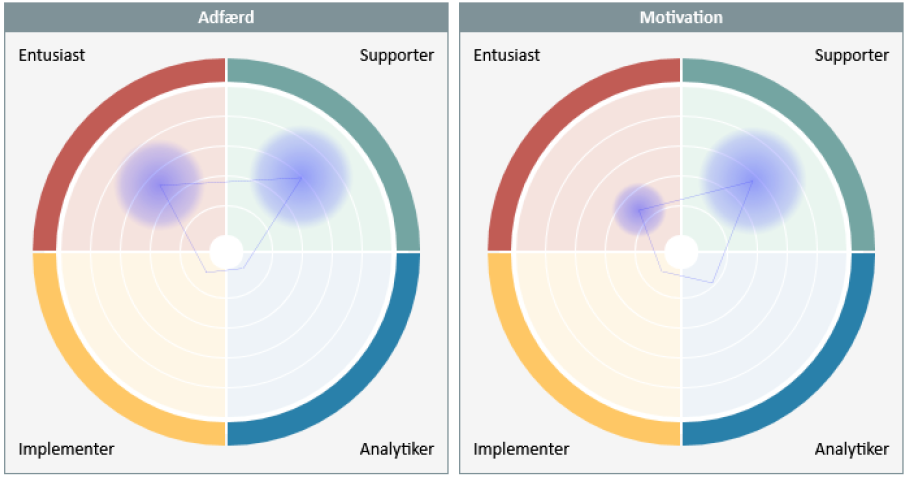 Adfærd
Entusiast
Supporter
Implementer
Analytiker
Motivation
Entusiast
Supporter
Implementer
Analytiker